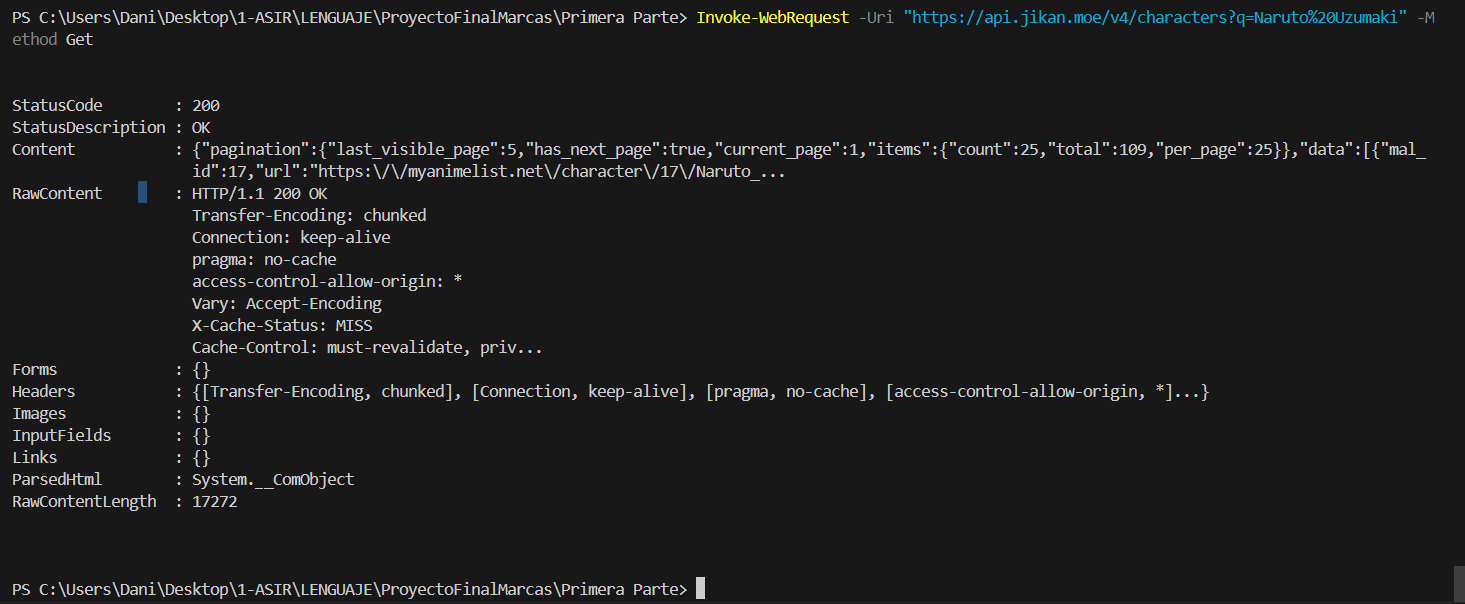 PS C:\Users\Dani\Desktop\1-ASIR\LENGUAJE\ProyectoFinalMarcas\Primera Parte> Invoke-WebRequest -Uri "https://api.jikan.moe/v4/characters?q=Naruto%20Uzumaki" -M
ethod Get
StatusCode        : 200
StatusDescription : OK
Content           : {"pagination":{"last_visible_page":5,"has_next_page":true,"current_page":1,"items":{"count":25,"total":109,"per_page":25}},"data":[{"mal_
                    id":17,"url":"https:\/\/myanimelist.net\/character\/17\/Naruto_...
RawContent        : HTTP/1.1 200 OK
                    Transfer-Encoding: chunked
                    Connection: keep-alive
                    pragma: no-cache
                    access-control-allow-origin: *
                    Vary: Accept-Encoding
                    X-Cache-Status: MISS
                    Cache-Control: must-revalidate, priv...
Forms             : {}
Headers           : {[Transfer-Encoding, chunked], [Connection, keep-alive], [pragma, no-cache], [access-control-allow-origin, *]...}
Images            : {}
InputFields       : {}
Links             : {}
ParsedHtml        : System.__ComObject
RawContentLength  : 17272
PS C:\Users\Dani\Desktop\1-ASIR\LENGUAJE\ProyectoFinalMarcas\Primera Parte>